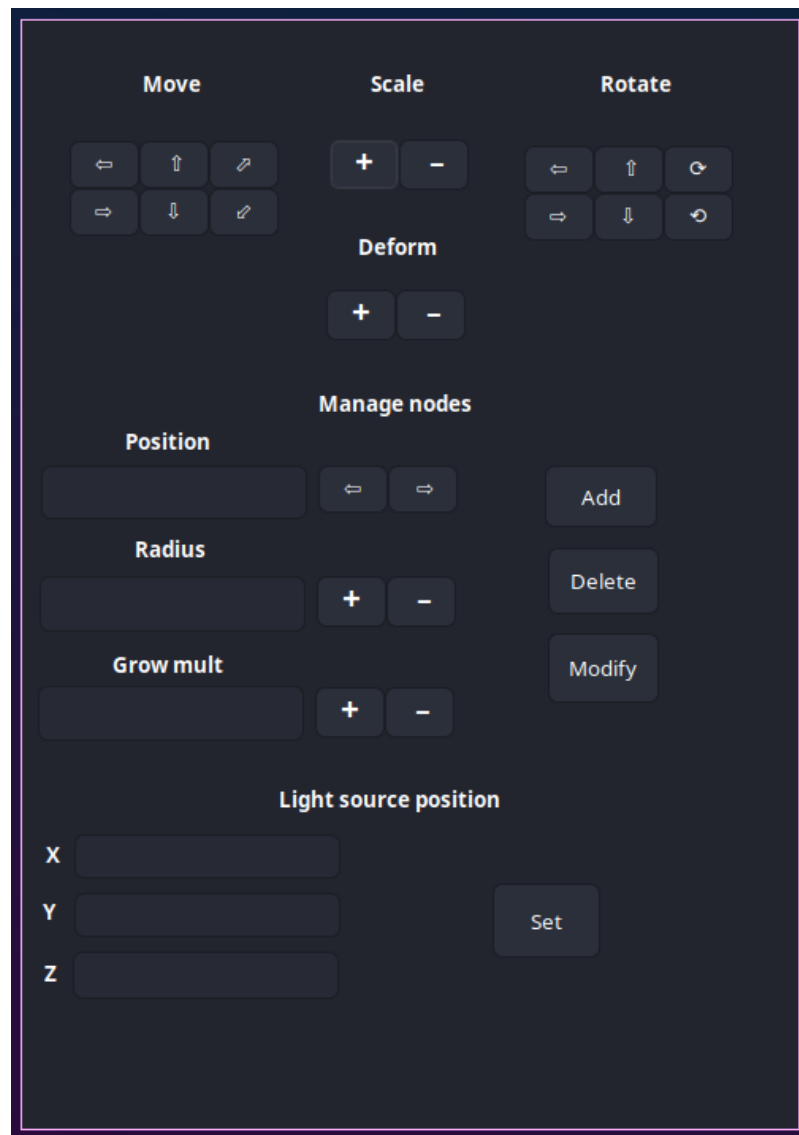 Move Scale Rotate
⇦ ⇧ ⬀ + – ⇦ ⇧ ⟳
⇨ ⇩ ⬃ ⇨ ⇩ ⟲
Deform
+ –
Manage nodes
Position
⇦ ⇨ Add
Radius
+ – Delete
Grow mult
+ – Modify
Light source position
X
Y Set
Z